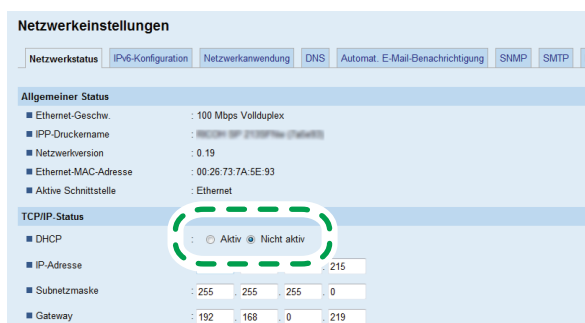 Netzwerkeinstellungen
Netzwerkstatus IPv6-Konfiguration Netzwerkanwendung DNS Automat. E-Mail-Benachrichtigung SNMP SMTP
Allgemeiner Status
Ethernet-Geschw. : 100 Mbps Vollduplex
IPP-Druckername :
Netzwerkversion : 0.19
Ethernet-MAC-Adresse : 00:26:73:7A:5E:93
Aktive Schnittstelle : Ethernet
TCP/IP-Status
DHCP : Aktiv Nicht aktiv
IP-Adresse . 215
Subnetzmaske : 255 . 255 . 255 . 0
Gateway : 192 . 168 . 0 . 219